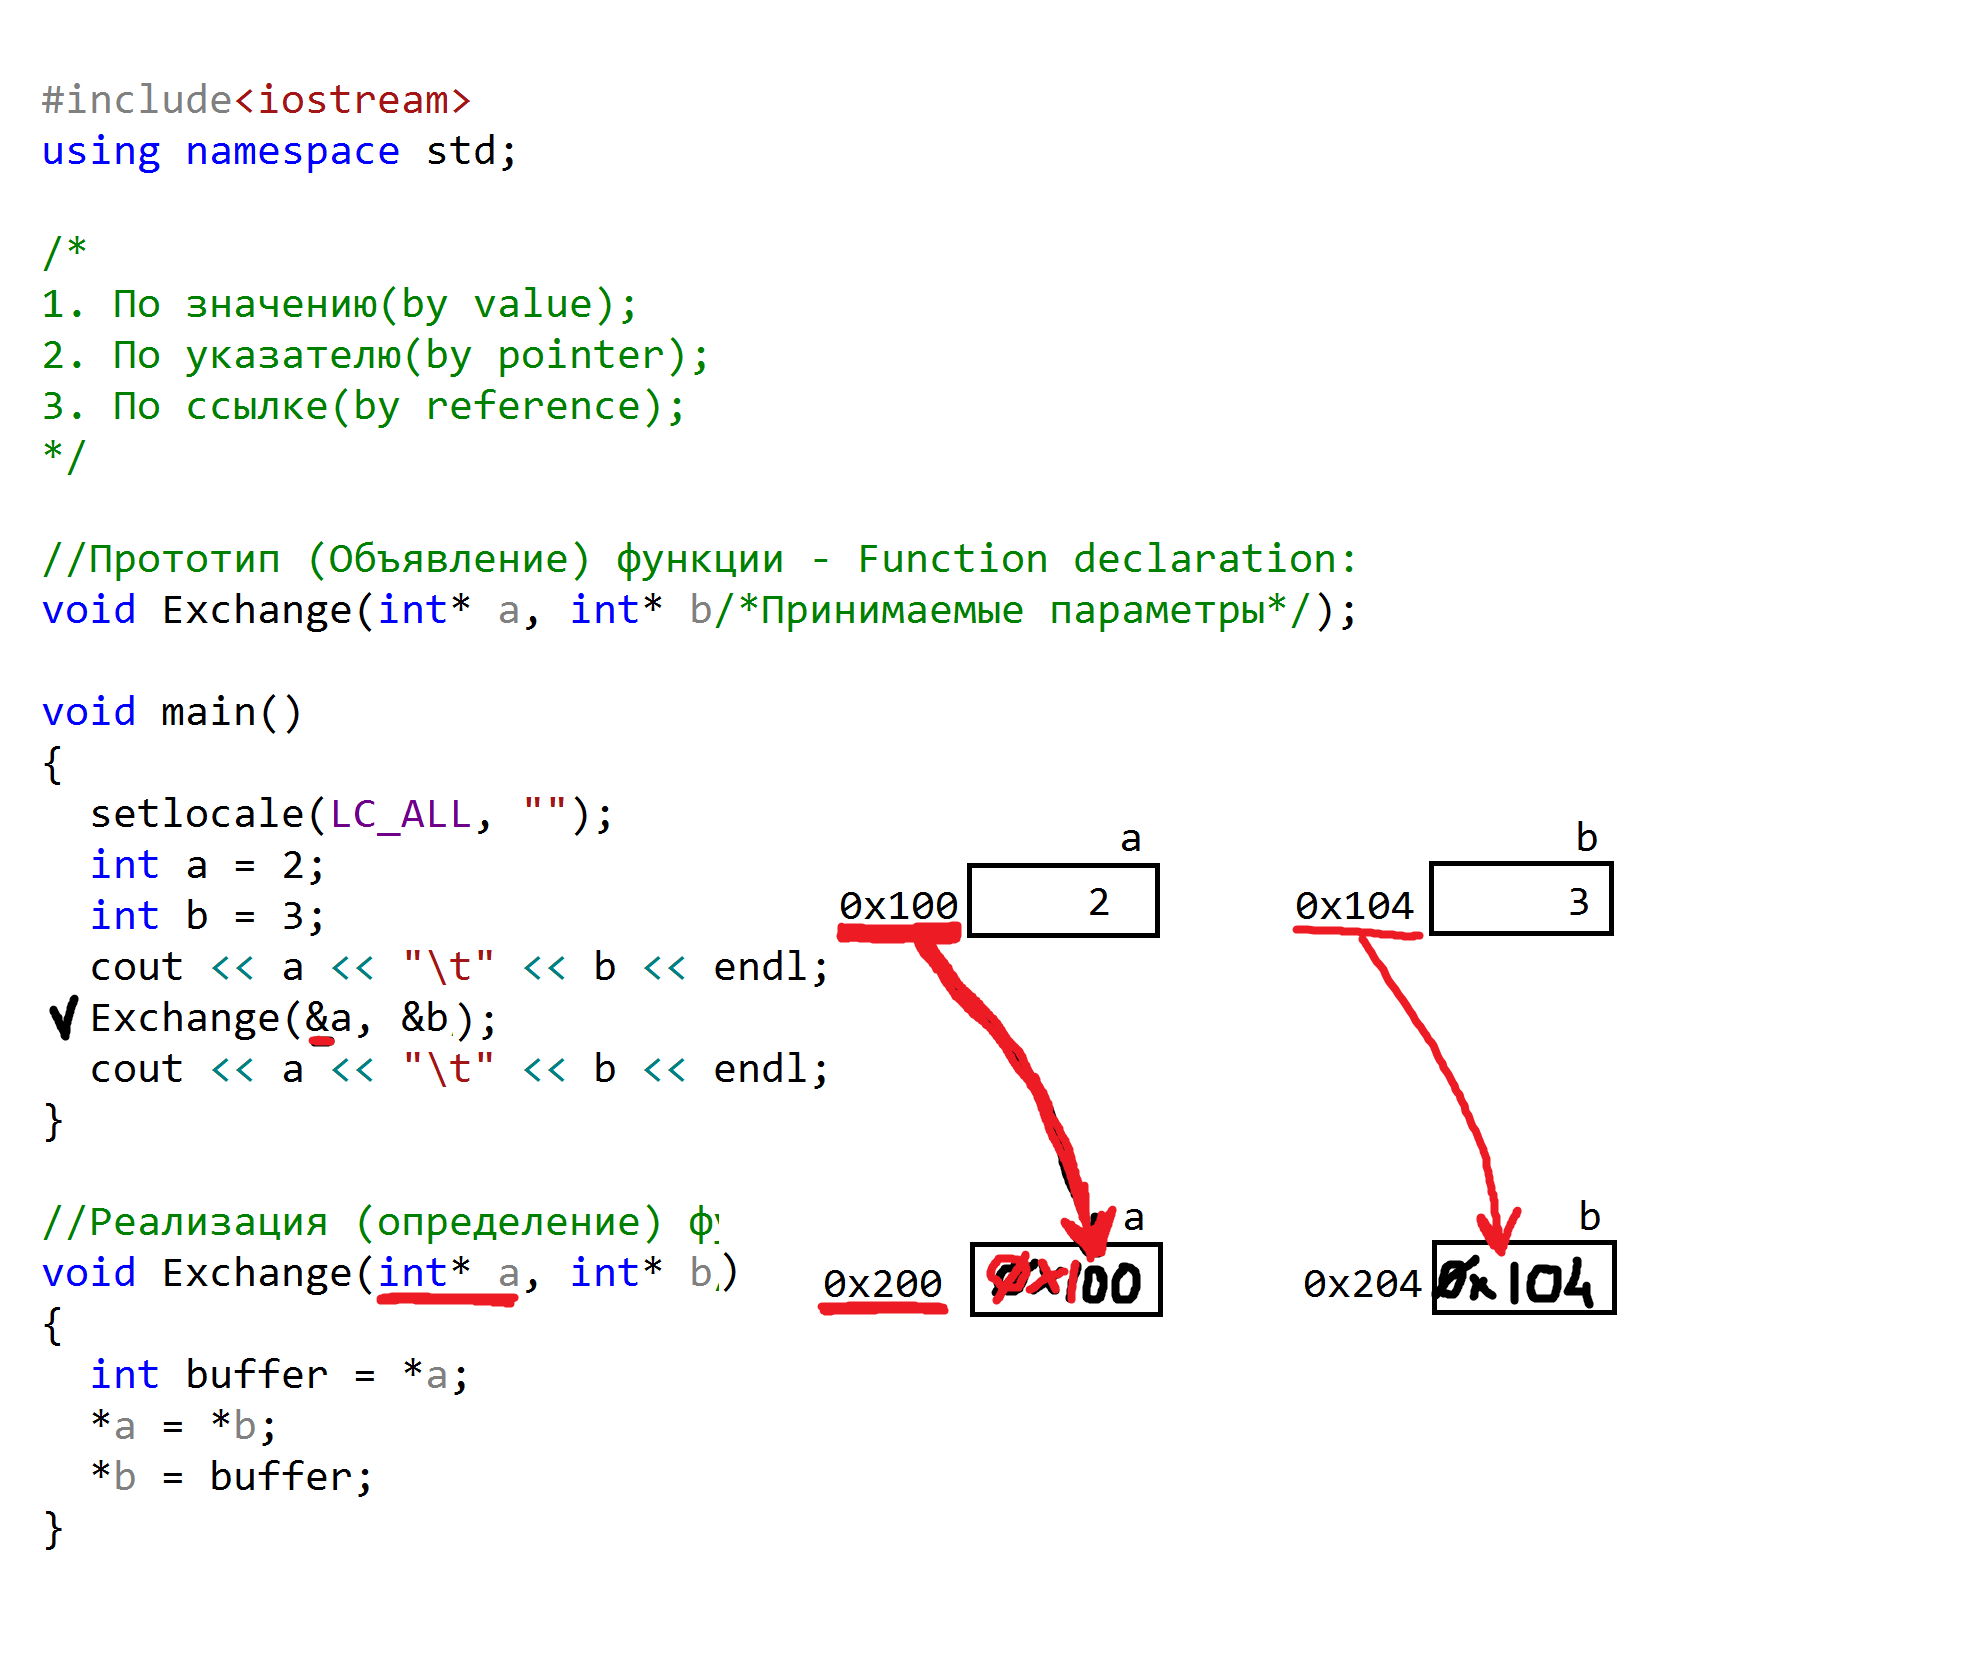 #include<iostream>
using namespace std;
/*
1. По значению(by value);
2. По указателю(by pointer);
3. По ссылке(by reference);
*/
//Прототип (Объявление) функции - Function declaration:
void Exchange(int* a, int* b/*Принимаемые параметры*/);
void main()
{
setlocale(LC_ALL, "");
int a = 2;
int b = 3;
cout << a << "\t" << b << endl;
Exchange(&a, &b);
cout << a << "\t" << b << endl;
}
//Реализация (определение) фу
void Exchange(int* a, int* b)
{
int buffer = *a;
*a = *b;
*b = buffer;
}
a
0x100 2
b
0x104 3
a
0x200 0x100
b
0x204 0x104